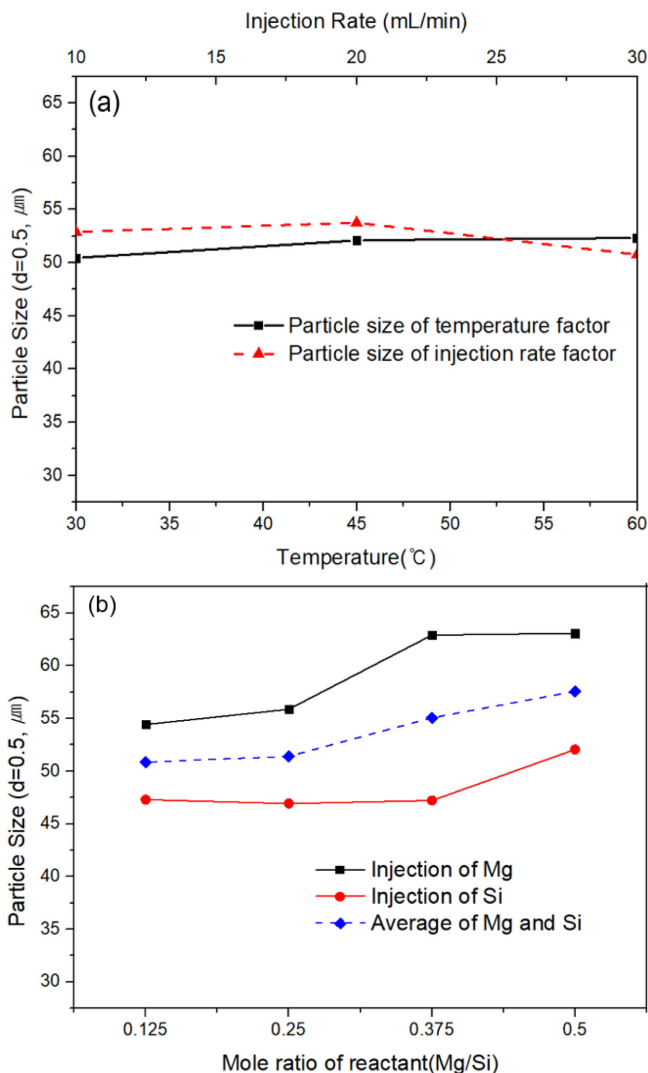 Injection Rate (mL/min)
10 20 30
(a)
65
60
55
50
45
40
35
30
Particle Size (d=0.5, ㎛)
Particle size of temperature factor
Particle size of injection rate factor
30 35 40 45 50 55 60
Temperature(℃)
(b)
65
60
55
50
45
40
35
30
Particle Size (d=0.5, ㎛)
Injection of Mg
Injection of Si
Average of Mg and Si
0.125 0.25 0.375 0.5
Mole ratio of reactant(Mg/Si)